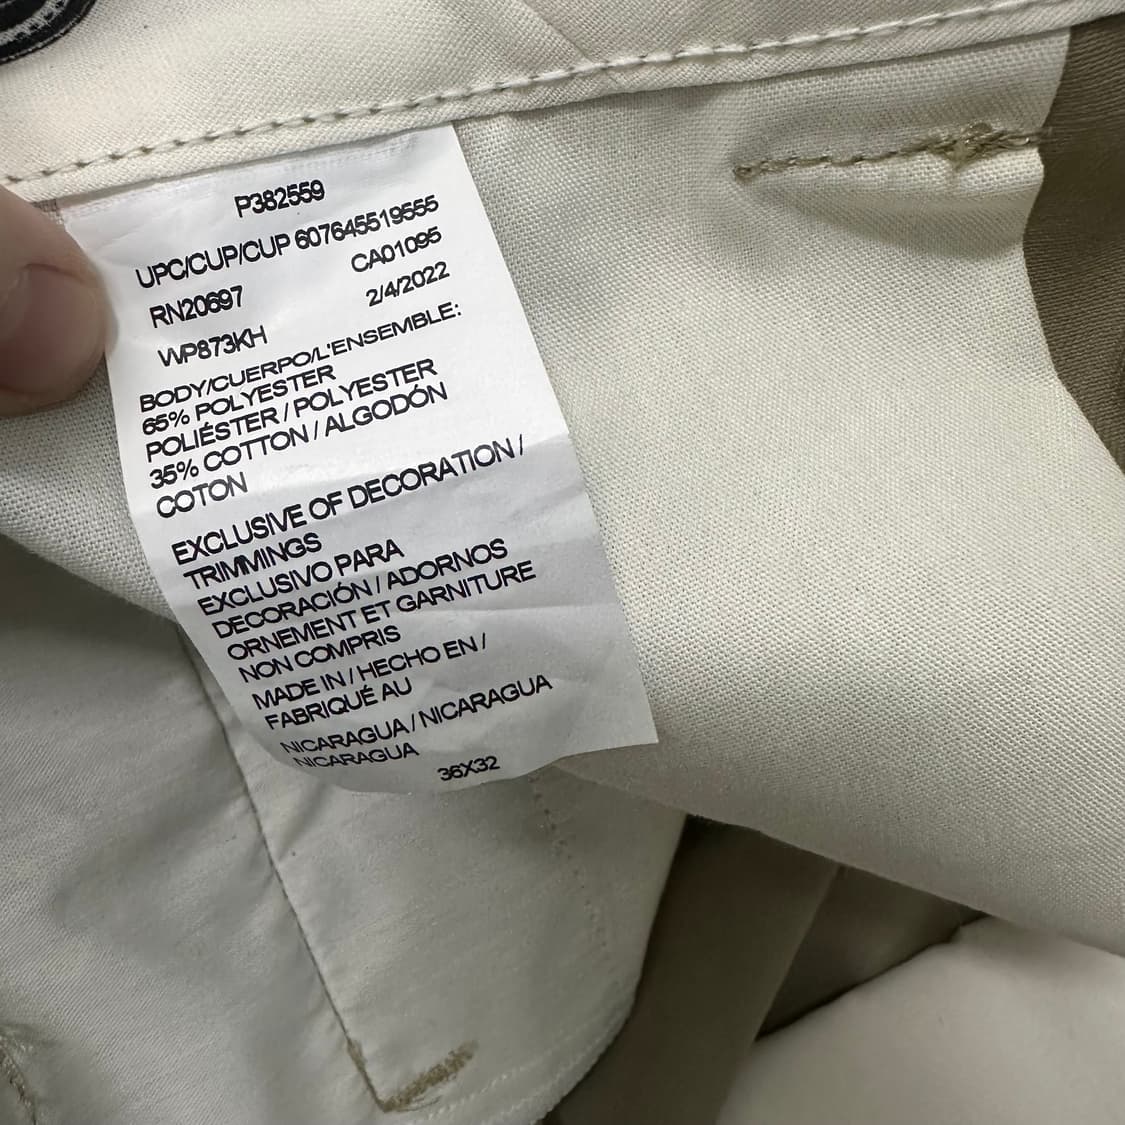 P382559
UPC/CUP/CUP 607645519555
RN20697 CA01095
WP873KH 2/4/2022
BODY/CUERPO/L'ENSEMBLE:
65% POLYESTER
POLIÉSTER / POLYESTER
35% COTTON / ALGODÓN
COTON
EXCLUSIVE OF DECORATION /
TRIMMINGS
EXCLUSIVO PARA
DECORACIÓN / ADORNOS
ORNEMENT ET GARNITURE
NON COMPRIS
MADE IN / HECHO EN /
FABRIQUÉ AU
NICARAGUA / NICARAGUA
NICARAGUA
36X32